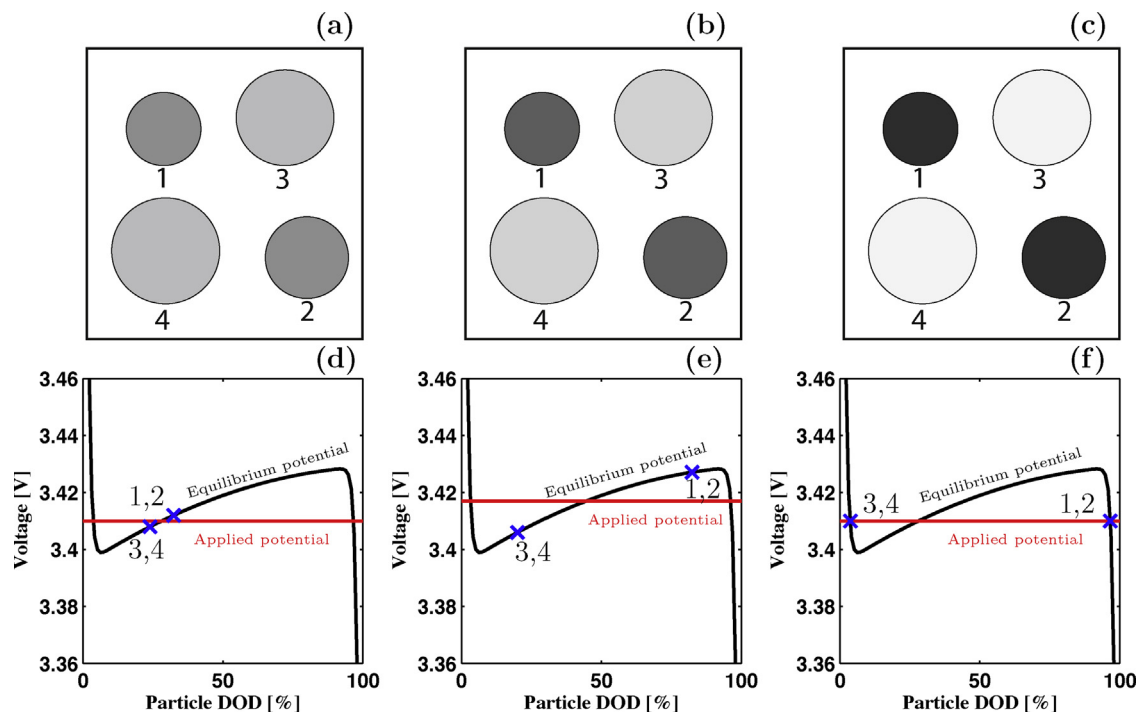 (a)
1
3
4
2
(b)
1
3
4
2
(c)
1
3
4
2
(d)
3.46
3.44
3.42
3.4
3.38
3.36
Voltage [V]
1,2
Equilibrium potential
3,4
Applied potential
0
50
100
Particle DOD [%]
(e)
3.46
3.44
3.42
3.4
3.38
3.36
Voltage [V]
Equilibrium potential
1,2
Applied potential
3,4
0
50
100
Particle DOD [%]
(f)
3.46
3.44
3.42
3.4
3.38
3.36
Voltage [V]
Equilibrium potential
3,4
1,2
Applied potential
0
50
100
Particle DOD [%]